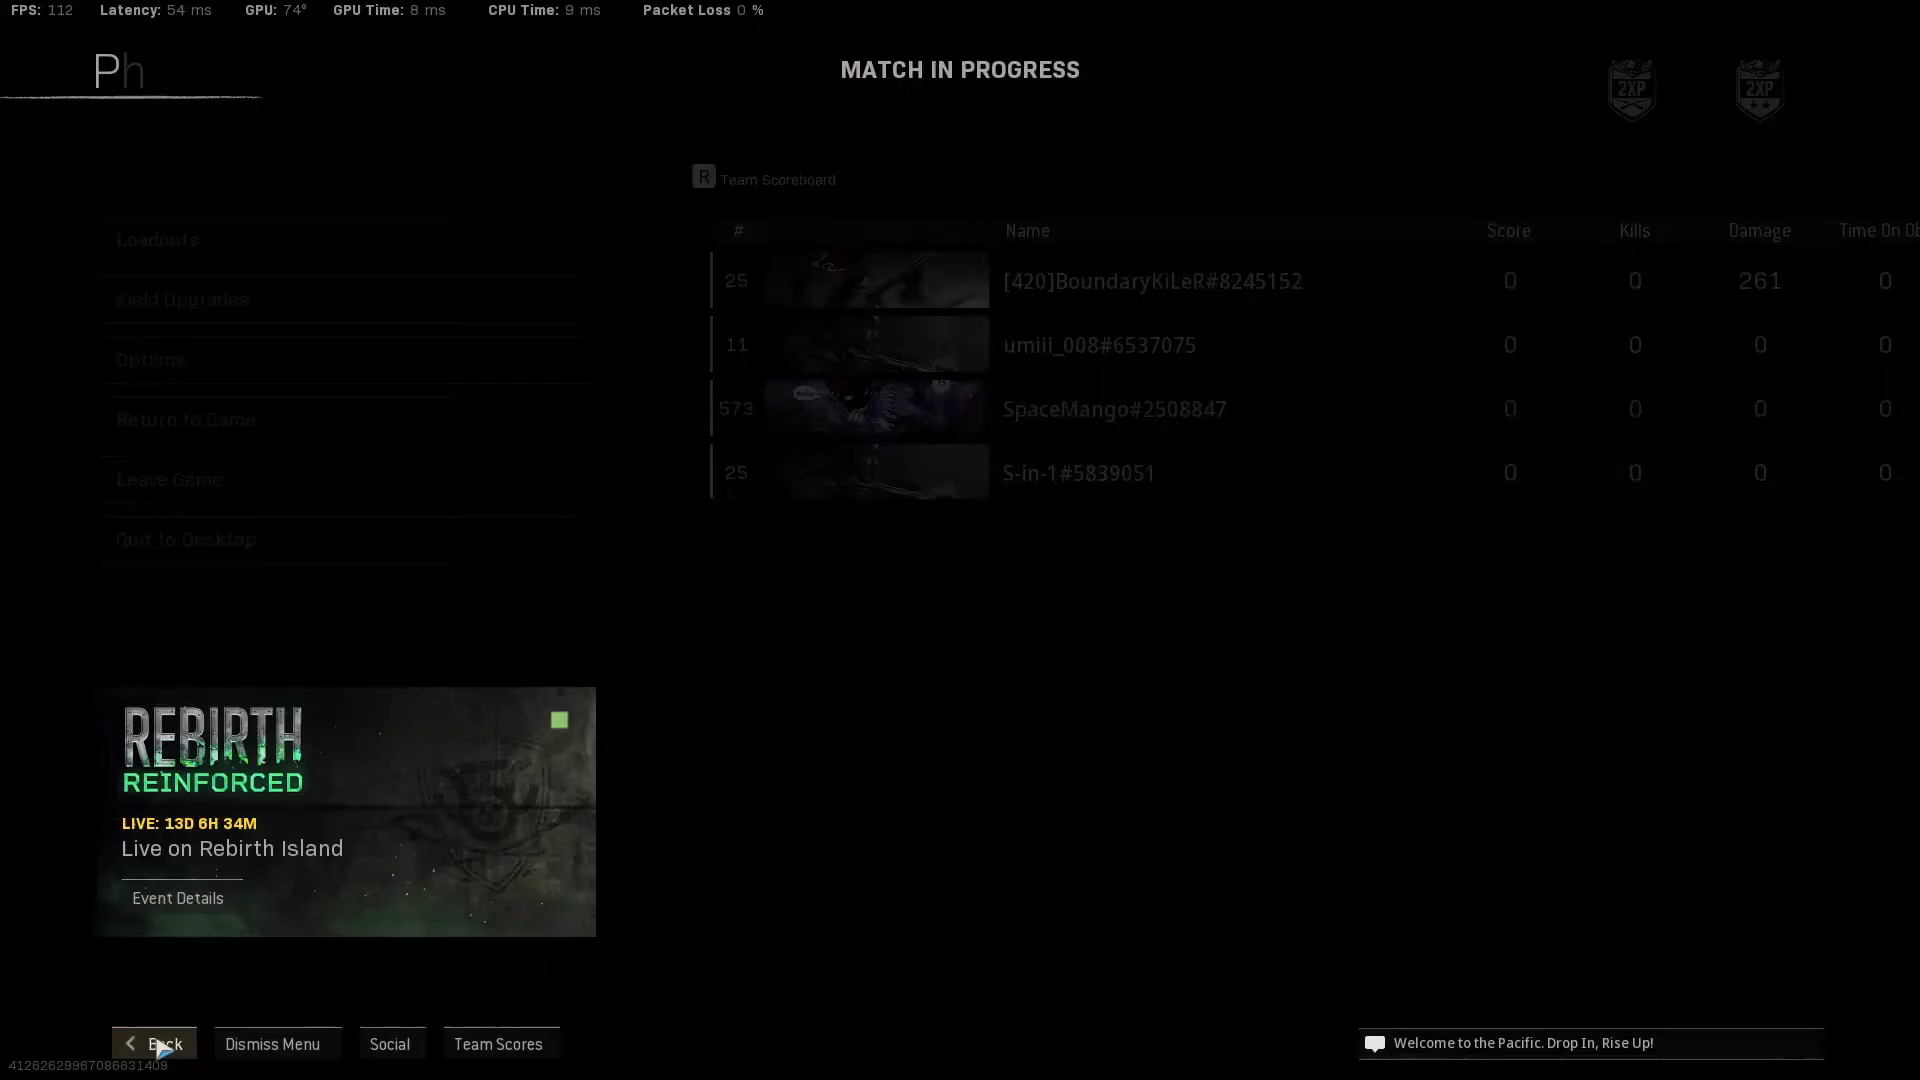 FPS: 112 Latency: 54 ms GPU: 74° GPU Time: 8 ms CPU Time: 9 ms Packet Loss 0 %
Ph
MATCH IN PROGRESS
2XP 2XP
R Team Scoreboard
Loadouts
Field Upgrades
Options
Return to Game
Leave Game
Quit to Desktop
# Name Score Kills Damage Time On Ob
25 [420]BoundaryKiLeR#8245152 0 0 261 0
11 umiii_008#6537075 0 0 0 0
573 SpaceMango#2508847 0 0 0 0
25 S-in-1#5839051 0 0 0 0
REBIRTH
REINFORCED
LIVE: 13D 6H 34M
Live on Rebirth Island
Event Details
Back Dismiss Menu Social Team Scores
Welcome to the Pacific. Drop In, Rise Up!
41262629967086631409